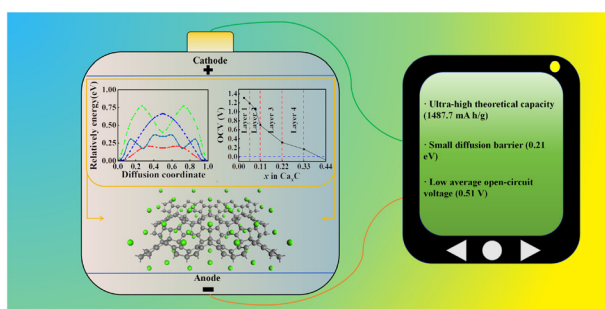 Cathode
+
Relatively energy(eV)
1.00
0.75
0.50
0.25
0.00
0.0 0.2 0.4 0.6 0.8 1.0
Diffusion coordinate
OCV (V)
1.4
1.2
1.0
0.8
0.6
0.4
0.2
0.0
Layer 1
Layer 2
Layer 3
Layer 4
0.00 0.11 0.22 0.33 0.44
x in CaₓC
Anode
· Ultra-high theoretical capacity
(1487.7 mA h/g)
· Small diffusion barrier (0.21
eV)
· Low average open-circuit
voltage (0.51 V)